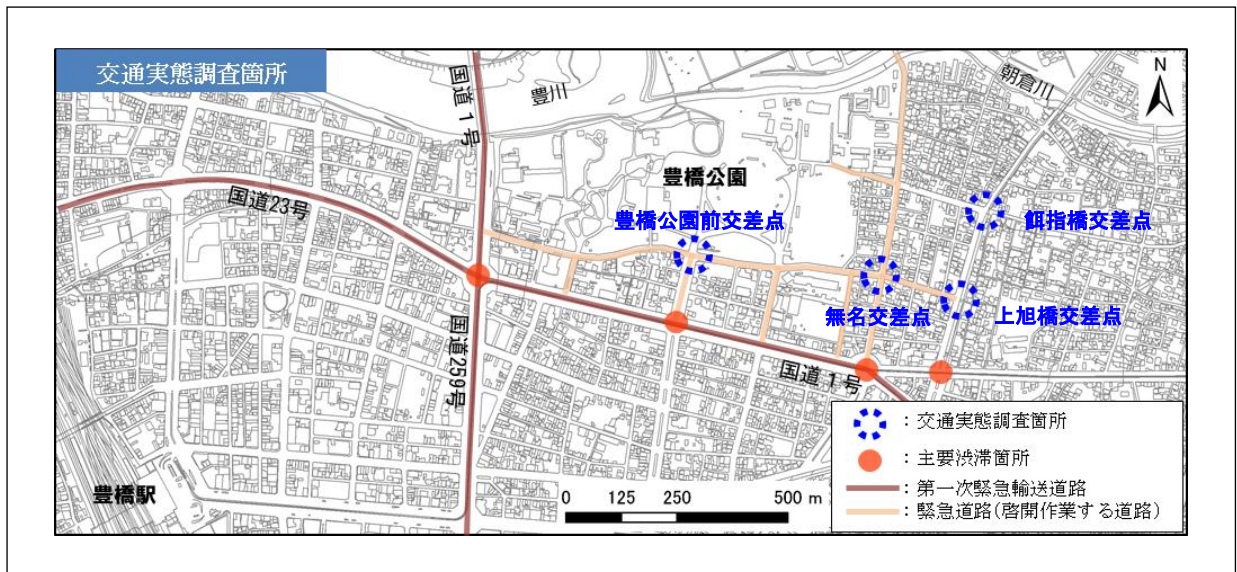 交通実態調査箇所
国道1号
豊川
朝倉川
N
国道23号
豊橋公園
豊橋公園前交差点
餌指橋交差点
無名交差点
上旭橋交差点
国道259号
国道1号
豊橋駅
0 125 250 500 m
：交通実態調査箇所
：主要渋滞箇所
：第一次緊急輸送道路
：緊急道路(啓開作業する道路)